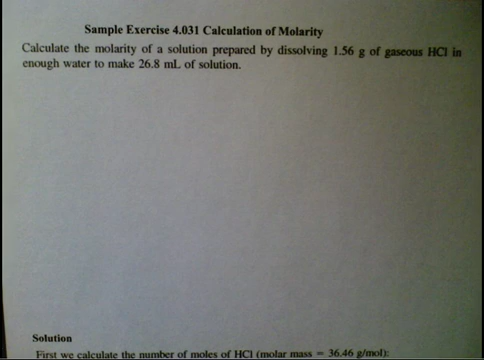 Sample Exercise 4.031 Calculation of Molarity
Calculate the molarity of a solution prepared by dissolving 1.56 g of gaseous HCl in
enough water to make 26.8 mL of solution.
Solution
First we calculate the number of moles of HCl (molar mass = 36.46 g/mol):